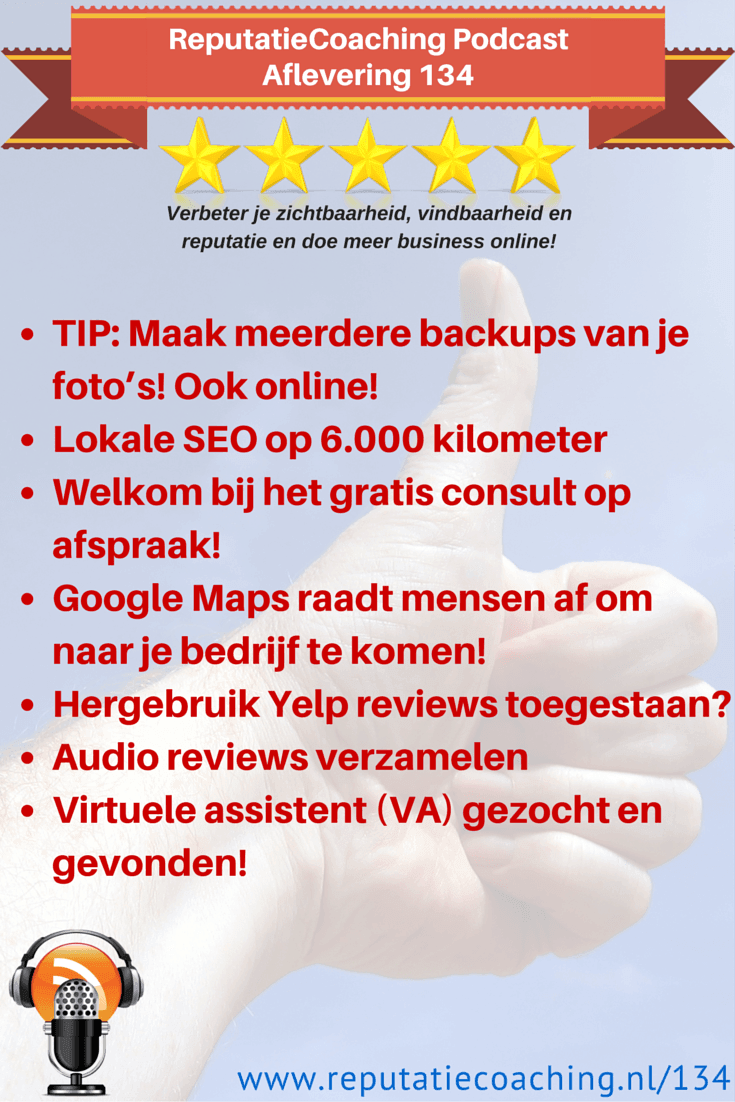 ReputatieCoaching Podcast
Aflevering 134
Verbeter je zichtbaarheid, vindbaarheid en
reputatie en doe meer business online!
• TIP: Maak meerdere backups van je
foto's! Ook online!
• Lokale SEO op 6.000 kilometer
• Welkom bij het gratis consult op
afspraak!
• Google Maps raadt mensen af om
naar je bedrijf te komen!
• Hergebruik Yelp reviews toegestaan?
• Audio reviews verzamelen
• Virtuele assistent (VA) gezocht en
gevonden!
www.reputatiecoaching.nl/134